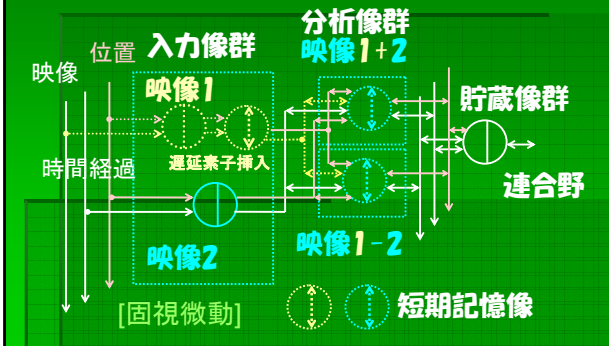 分析像群
位置 入力像群 映像1+2
映像
映像1
貯蔵像群
時間経過 遅延素子挿入
連合野
映像2 映像1-2
[固視微動] 短期記憶像